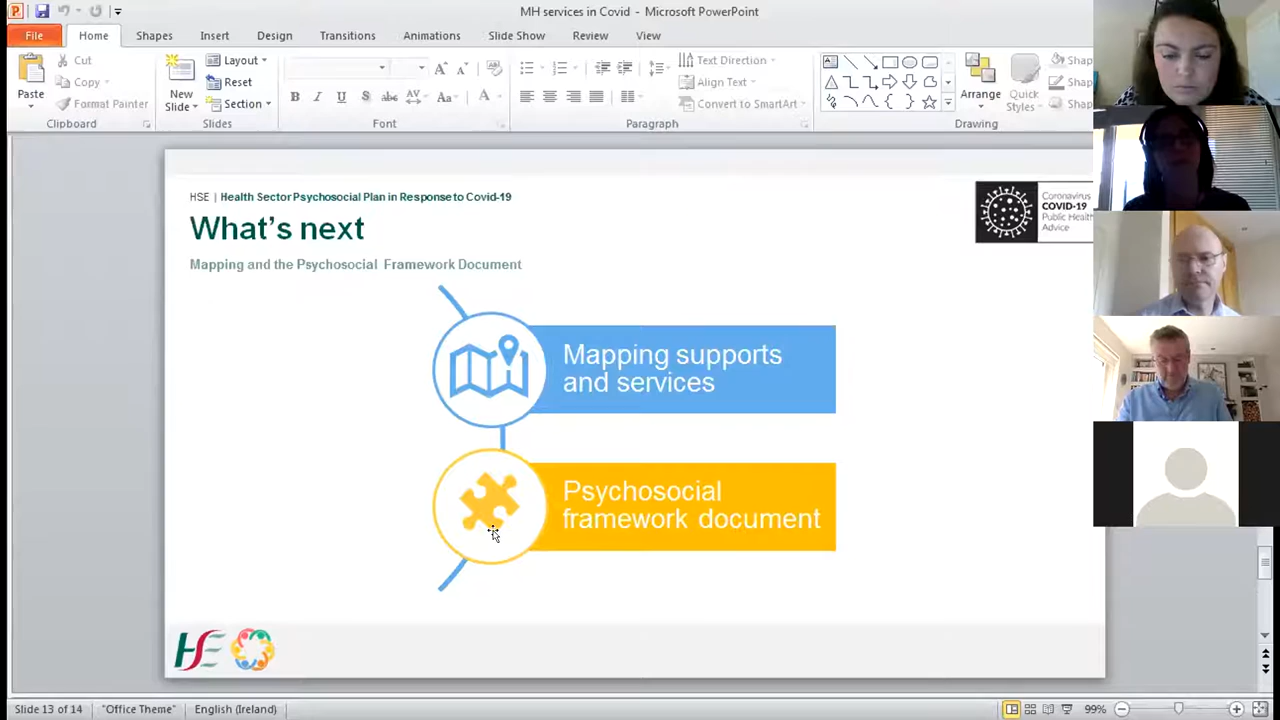 MH services in Covid - Microsoft PowerPoint
File Home Shapes Insert Design Transitions Animations Slide Show Review View
Paste
Cut
Copy
Format Painter
Clipboard
New
Slide
Layout
Reset
Section
Slides
B I U S abc AV Aa A
Font
Text Direction
Align Text
Convert to SmartArt
Paragraph
Arrange
Quick
Styles
Drawing
HSE | Health Sector Psychosocial Plan in Response to Covid-19
What's next
Mapping and the Psychosocial Framework Document
Coronavirus
COVID-19
Public Health
Advice
Mapping supports
and services
Psychosocial
framework document
HSE
Slide 13 of 14 "Office Theme" English (Ireland) 99%